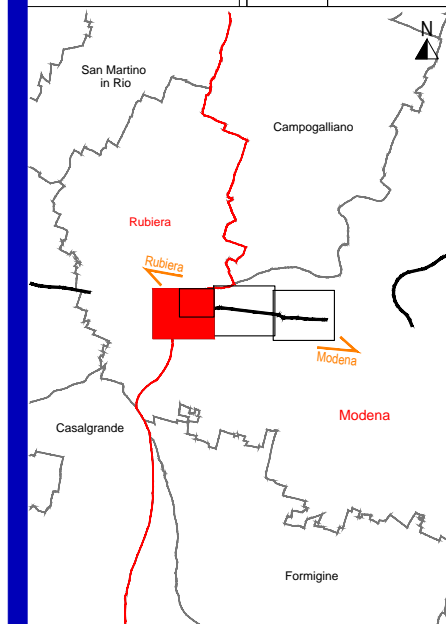 N
San Martino
in Rio
Campogalliano
Rubiera
Rubiera
Modena
Modena
Casalgrande
Formigine